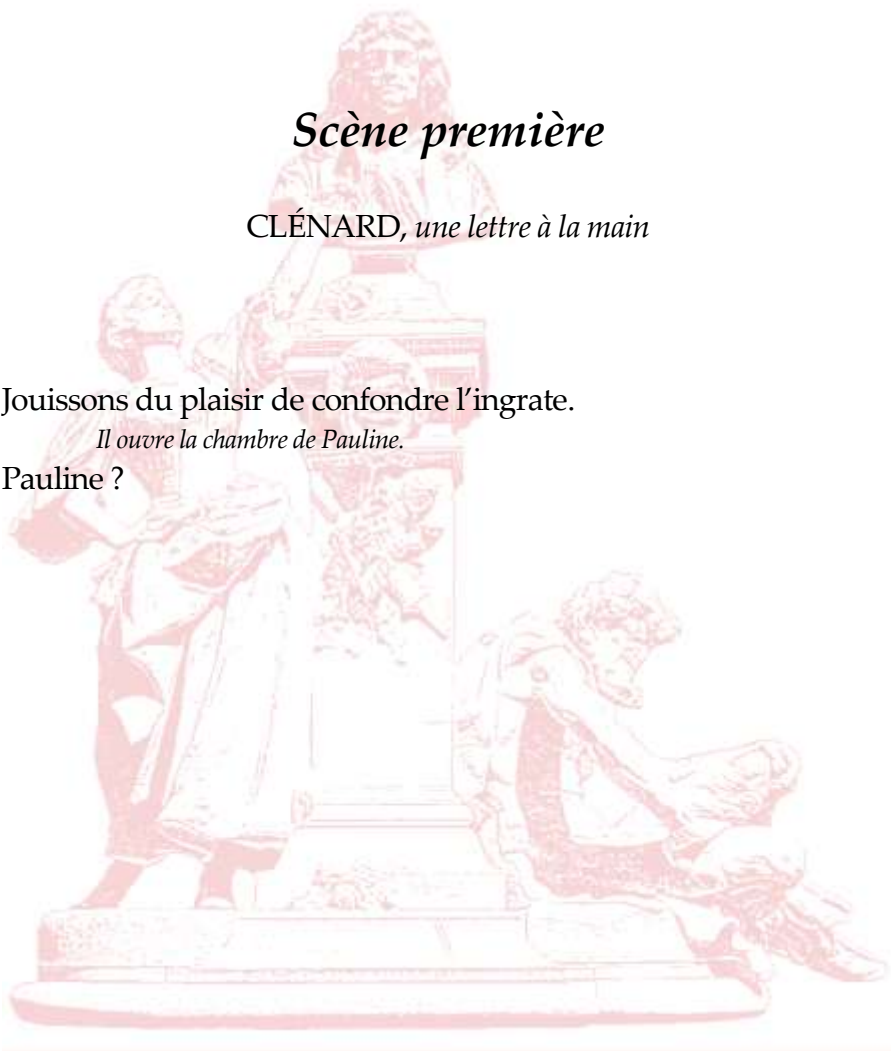 Scène première
CLÉNARD, une lettre à la main
Jouissons du plaisir de confondre l’ingrate.
Il ouvre la chambre de Pauline.
Pauline ?